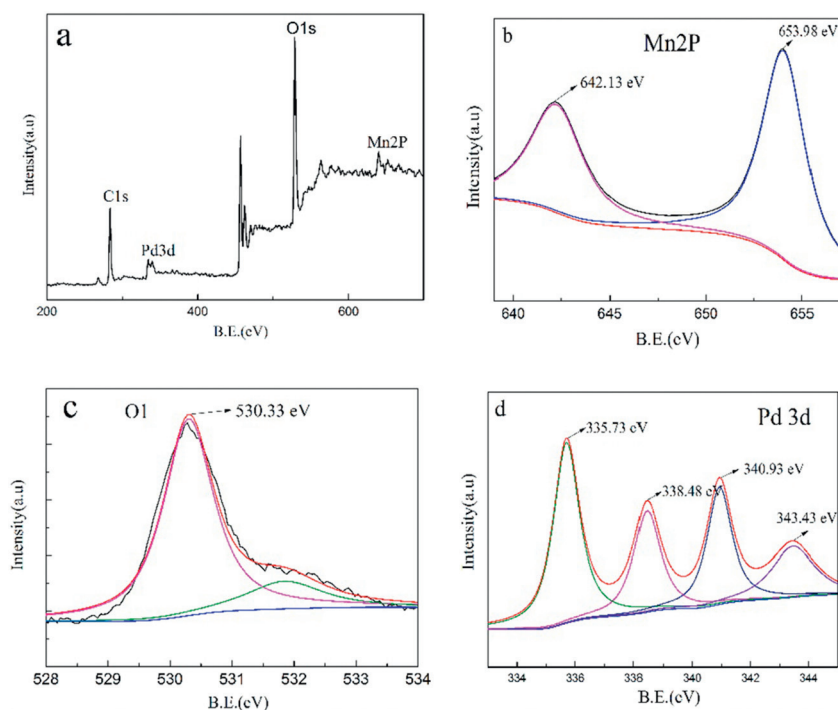 a
O1s
Mn2P
C1s
Pd3d
Intensity(a.u)
200
400
600
B.E.(eV)
b
Mn2P
653.98 eV
642.13 eV
Intensity(a.u)
640
645
650
655
B.E.(eV)
c
O1
530.33 eV
Intensity(a.u)
528
529
530
531
532
533
534
B.E.(eV)
d
Pd 3d
335.73 eV
340.93 eV
338.48 eV
343.43 eV
Intensity(a.u)
334
336
338
340
342
344
B.E.(eV)